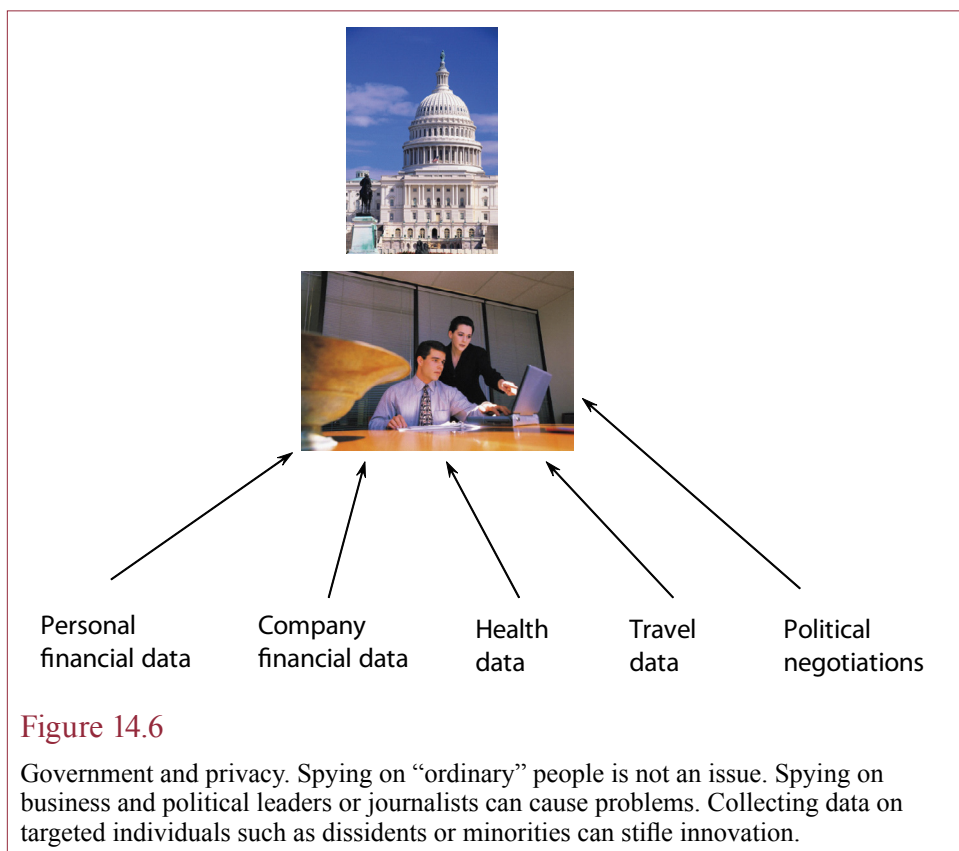 Personal
financial data
Company
financial data
Health
data
Travel
data
Political
negotiations
Figure 14.6
Government and privacy. Spying on “ordinary” people is not an issue. Spying on
business and political leaders or journalists can cause problems. Collecting data on
targeted individuals such as dissidents or minorities can stifle innovation.